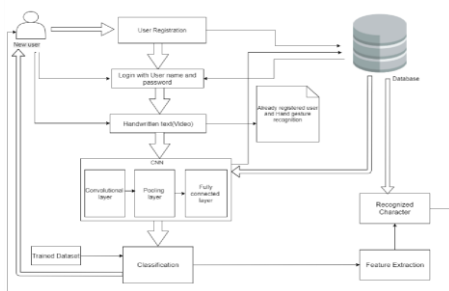 New user
User Registration
Login with User name and
password
Database
Handwritten text(Video)
Already registered user
and Hand gesture
recognition
CNN
Convolutional
layer
Pooling
layer
Fully
connected
layer
Recognized
Character
Trained Dataset
Classification
Feature Extraction